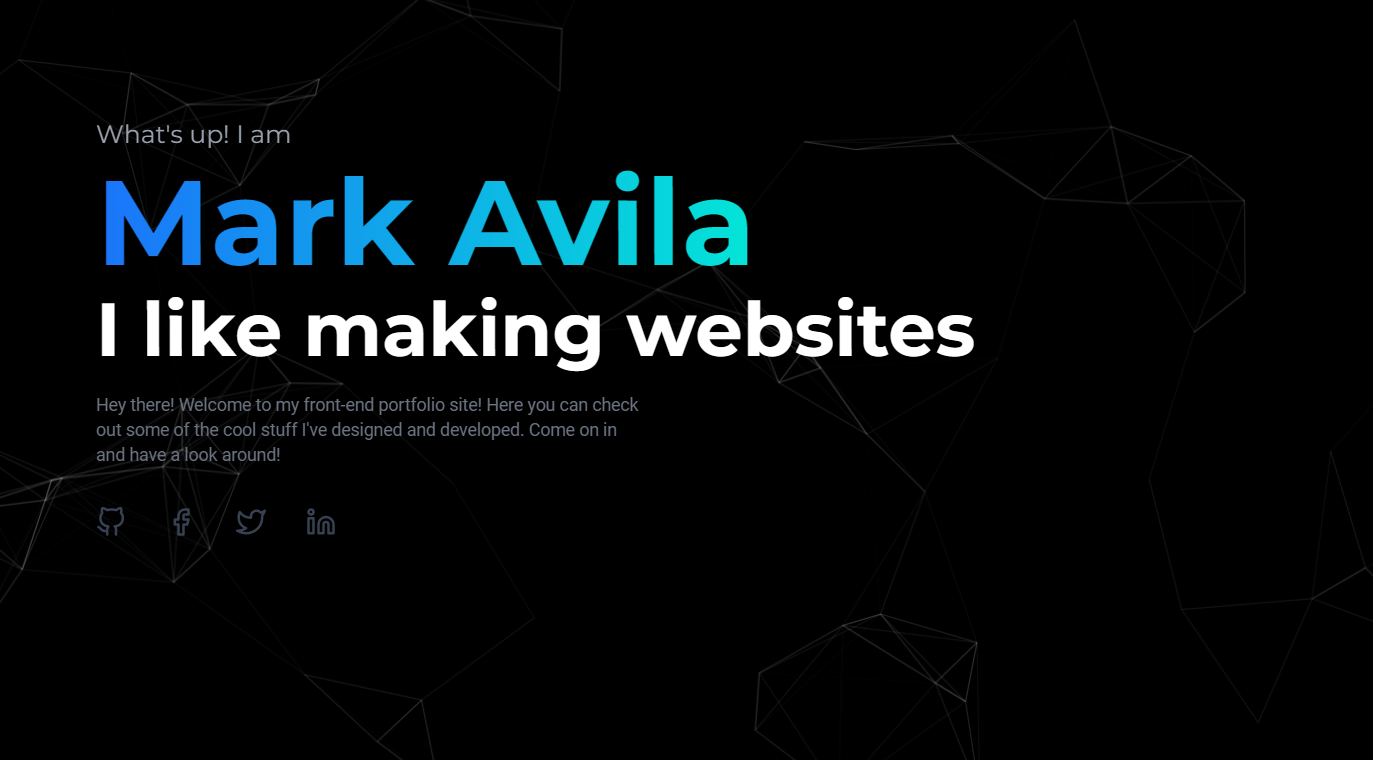 What's up! I am
Mark Avila
I like making websites
Hey there! Welcome to my front-end portfolio site! Here you can check
out some of the cool stuff I've designed and developed. Come on in
and have a look around!